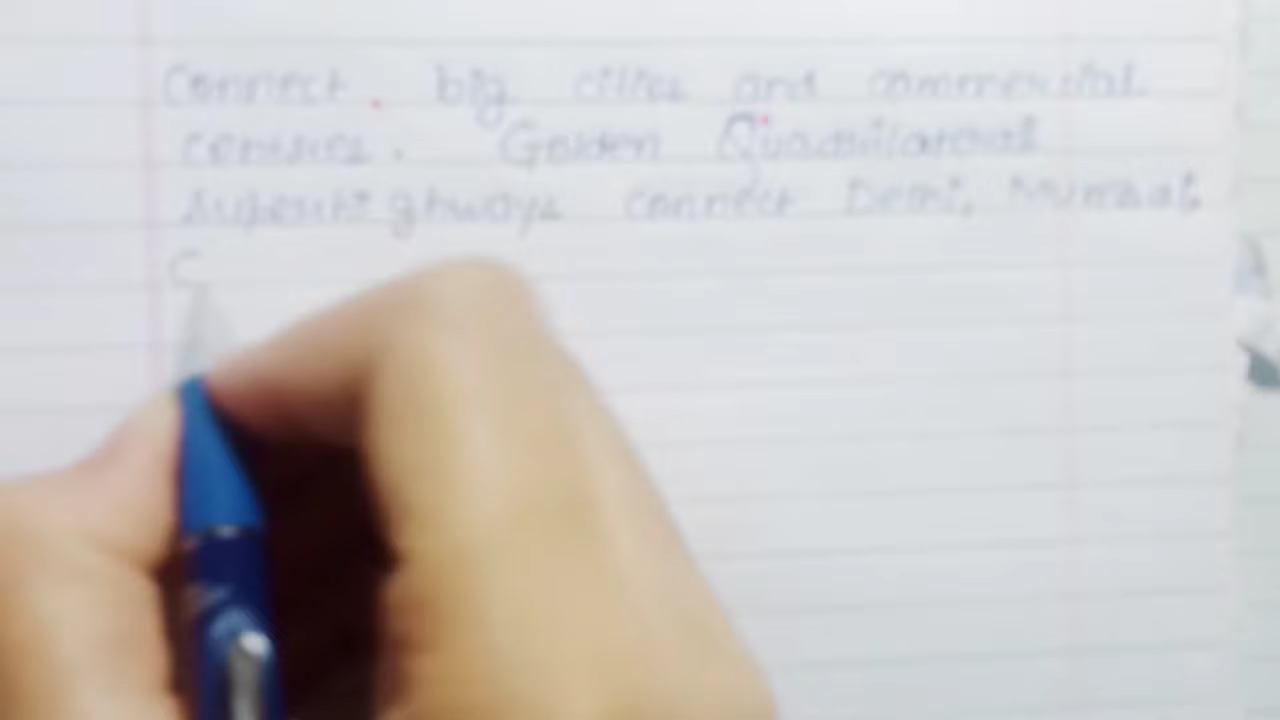 Connect big cities and commercial
centres. Golden Quadrilateral
Superhighways connect Delhi, Mumbai,
C